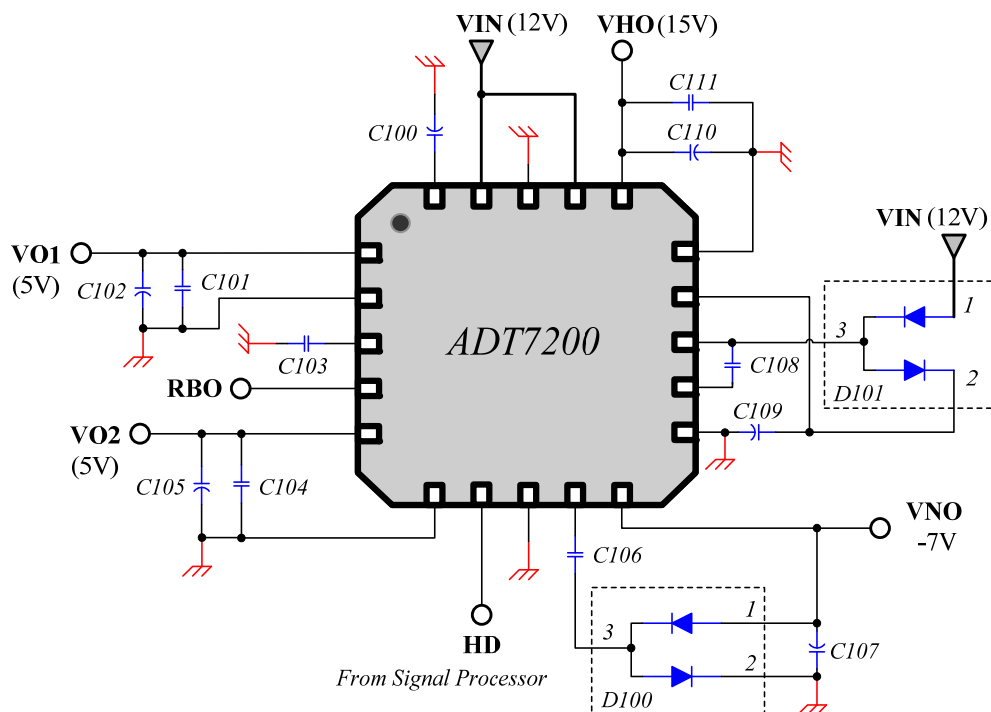 VIN (12V)
VHO (15V)
C111
C100
C110
VIN (12V)
VO1
(5V)
C102
C101
1
ADT7200
3
C103
C108
2
RBO
D101
C109
VO2
(5V)
C105
C104
VNO
-7V
C106
1
3
HD
C107
2
From Signal Processor
D100